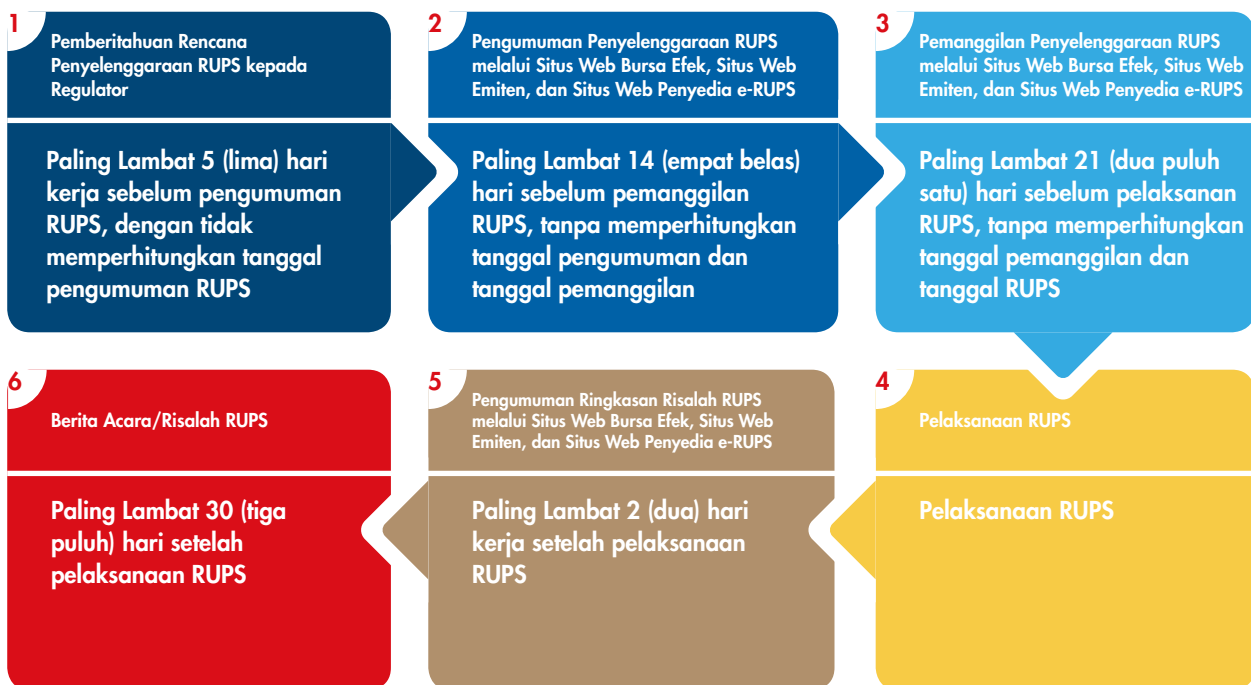 1
Pemberitahuan Rencana
Penyelenggaraan RUPS kepada
Regulator
Paling Lambat 5 (lima) hari
kerja sebelum pengumuman
RUPS, dengan tidak
memperhitungkan tanggal
pengumuman RUPS
2
Pengumuman Penyelenggaraan RUPS
melalui Situs Web Bursa Efek, Situs Web
Emiten, dan Situs Web Penyedia e-RUPS
Paling Lambat 14 (empat belas)
hari sebelum pemanggilan
RUPS, tanpa memperhitungkan
tanggal pengumuman dan
tanggal pemanggilan
3
Pemanggilan Penyelenggaraan RUPS
melalui Situs Web Bursa Efek, Situs Web
Emiten, dan Situs Web Penyedia e-RUPS
Paling Lambat 21 (dua puluh
satu) hari sebelum pelaksanan
RUPS, tanpa memperhitungkan
tanggal pemanggilan dan
tanggal RUPS
4
Pelaksanaan RUPS
Pelaksanaan RUPS
5
Pengumuman Ringkasan Risalah RUPS
melalui Situs Web Bursa Efek, Situs Web
Emiten, dan Situs Web Penyedia e-RUPS
Paling Lambat 2 (dua) hari
kerja setelah pelaksanaan
RUPS
6
Berita Acara/Risalah RUPS
Paling Lambat 30 (tiga
puluh) hari setelah
pelaksanaan RUPS